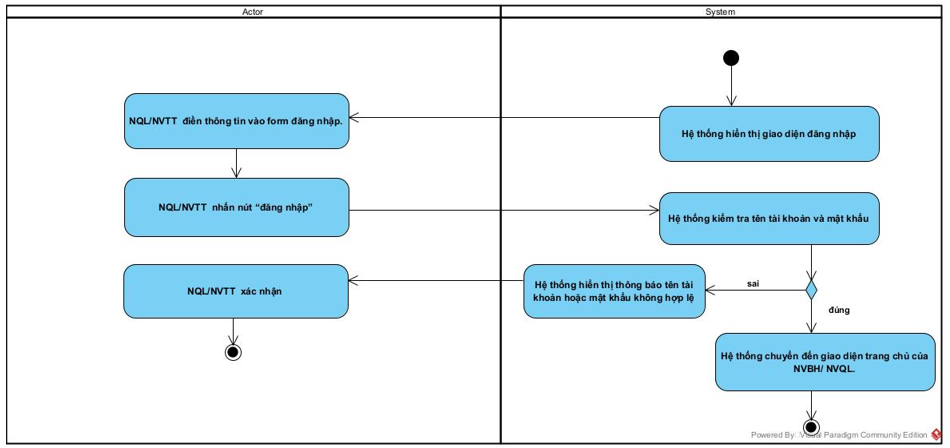 Actor
System
NQL/NVTT điền thông tin vào form đăng nhập.
Hệ thống hiển thị giao diện đăng nhập
NQL/NVTT nhấn nút “đăng nhập”
Hệ thống kiểm tra tên tài khoản và mật khẩu
NQL/NVTT xác nhận
Hệ thống hiển thị thông báo tên tài
khoản hoặc mật khẩu không hợp lệ
sai
đúng
Hệ thống chuyển đến giao diện trang chủ của
NVBH/ NVQL.
Powered By: Visual Paradigm Community Edition